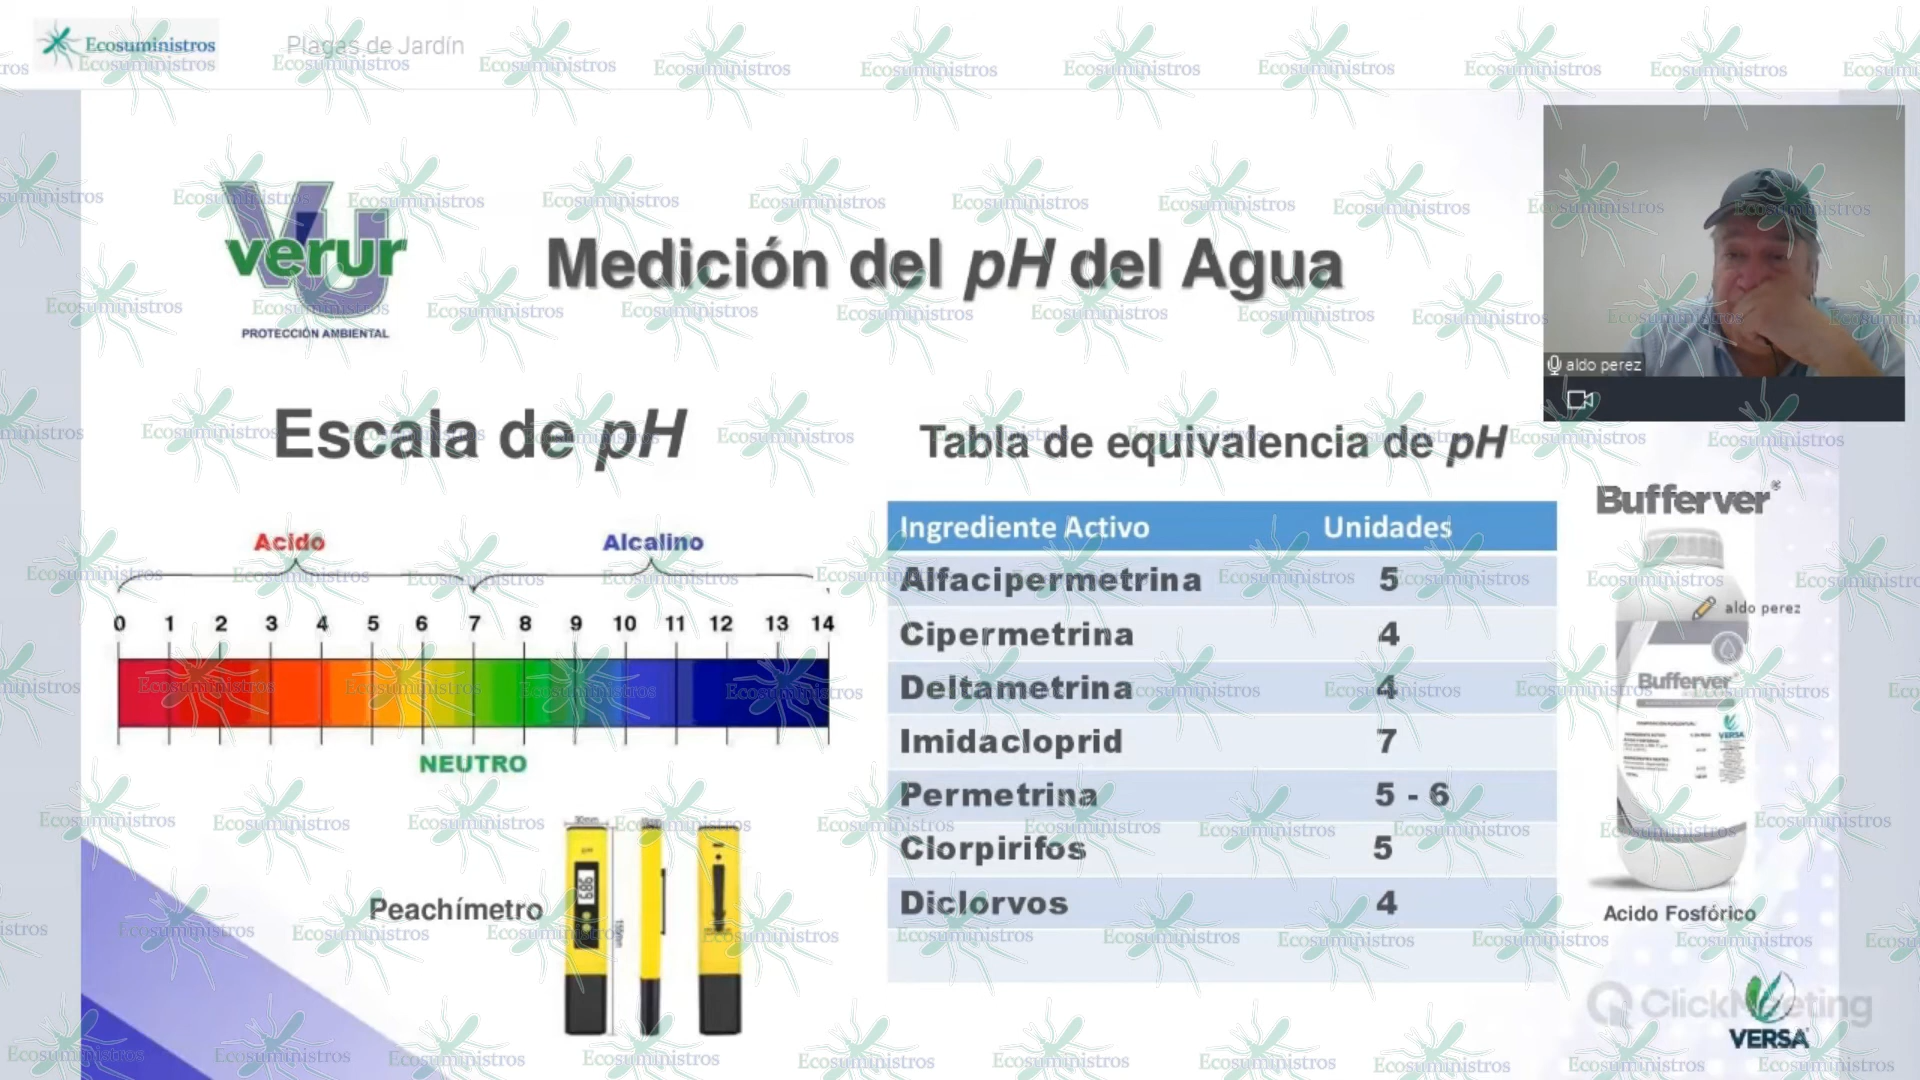 Ecosuministros
Plagas de Jardín
VU
verur
PROTECCIÓN AMBIENTAL
Medición del pH del Agua
aldo perez
Escala de pH
Tabla de equivalencia de pH
Acido
Alcalino
0 1 2 3 4 5 6 7 8 9 10 11 12 13 14
NEUTRO
Peachímetro
Ingrediente Activo Unidades
Alfacipermetrina 5
Cipermetrina 4
Deltametrina 4
Imidacloprid 7
Permetrina 5 - 6
Clorpirifos 5
Diclorvos 4
Bufferver®
aldo perez
Bufferver
VERSA
Acido Fosfórico
ClickMeeting
VERSA